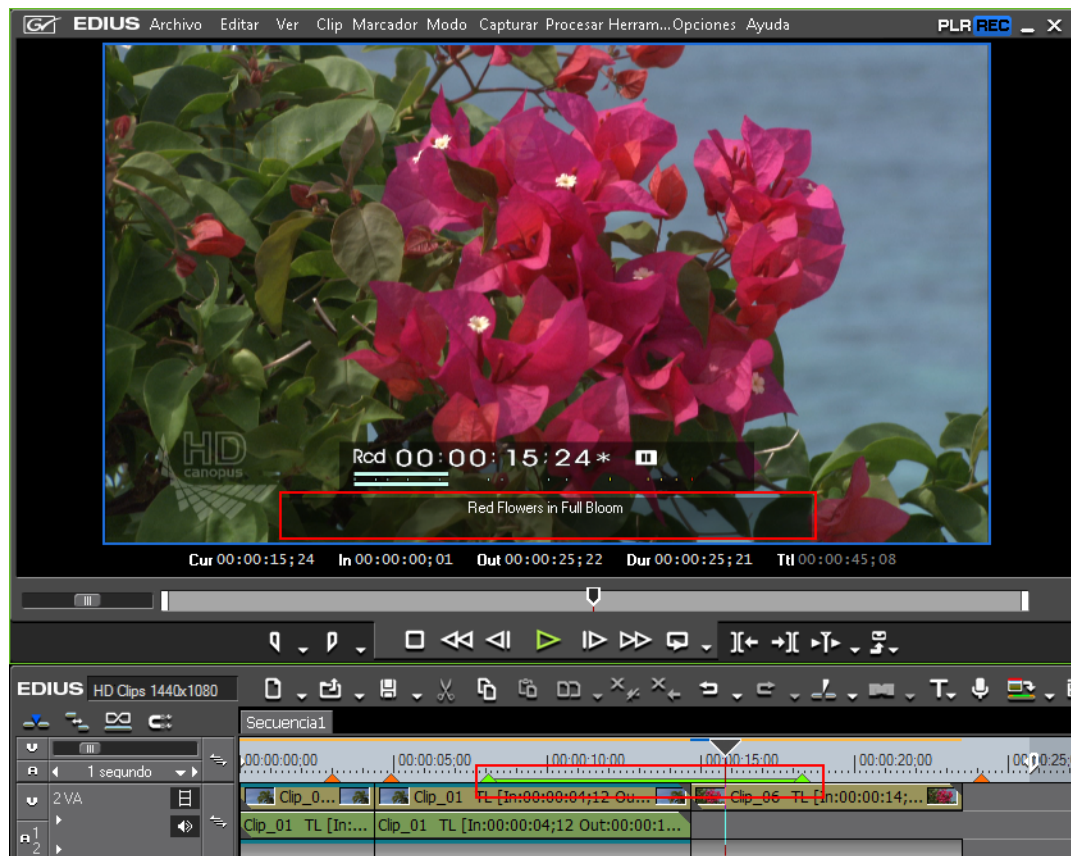 EDIUS Archivo Editar Ver Clip Marcador Modo Capturar Procesar Herram... Opciones Ayuda PLR REC
HD
canopus
Rcd 00:00:15:24*
Red Flowers in Full Bloom
Cur 00:00:15;24 In 00:00:00;01 Out 00:00:25;22 Dur 00:00:25;21 Ttl 00:00:45;08
EDIUS HD Clips 1440x1080
Secuencia1
00:00:00;00 00:00:05;00 00:00:10;00 00:00:15;00 00:00:20;00
1 segundo
2 VA
Clip_0... Clip_01 TL [In:00:00:04;12 Ou... Clip_06 TL [In:00:00:14;...
Clip_01 TL [In:... Clip_01 TL [In:00:00:04;12 Out:00:00:1...
A 1
2